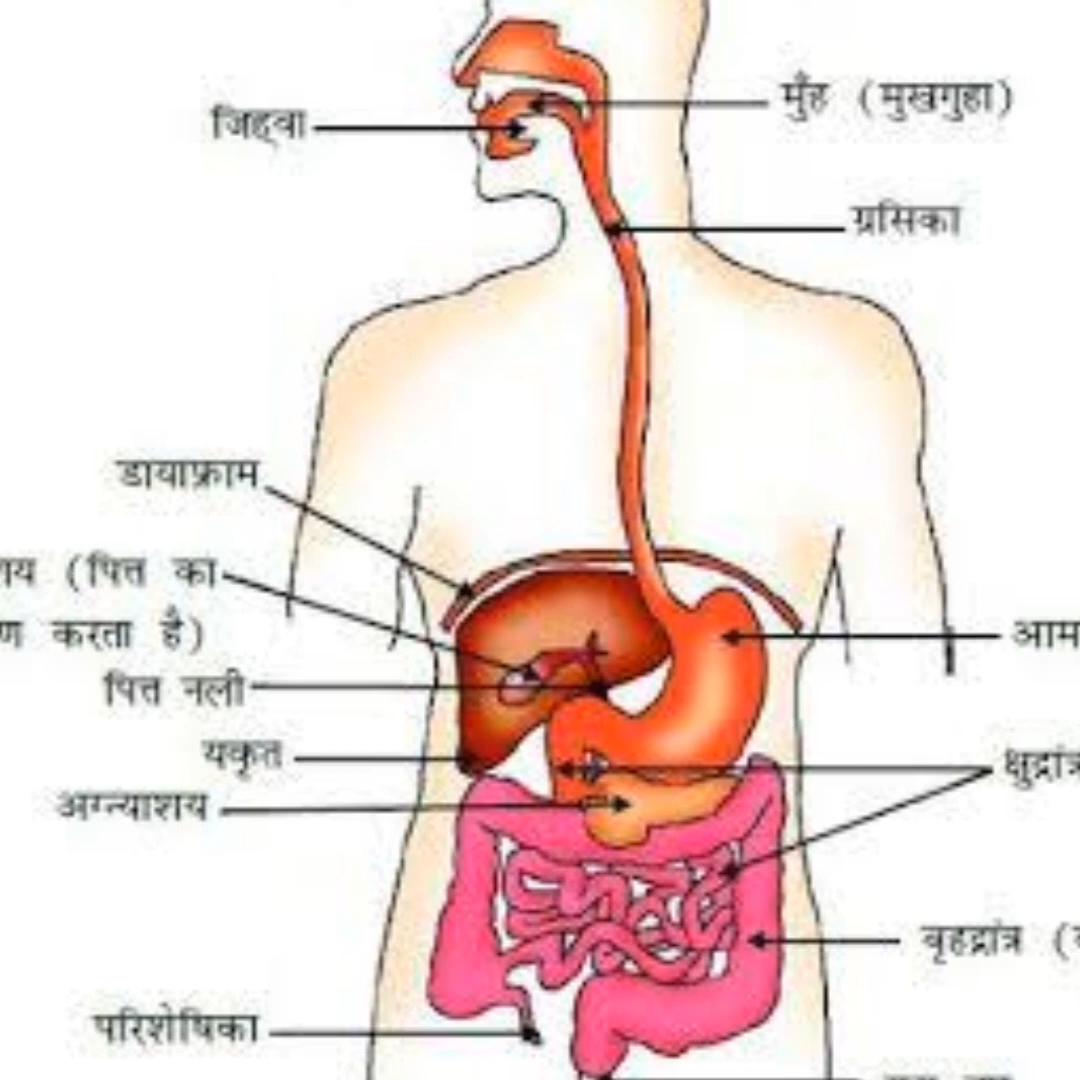 मुँह (मुखगुहा)
जिह्वा
ग्रसिका
डायाफ्राम
(पित्त का
करता है)
पित्त नली
यकृत
अग्न्याशय
क्षुद्रांत्र
बृहद्रांत्र
परिशेषिका